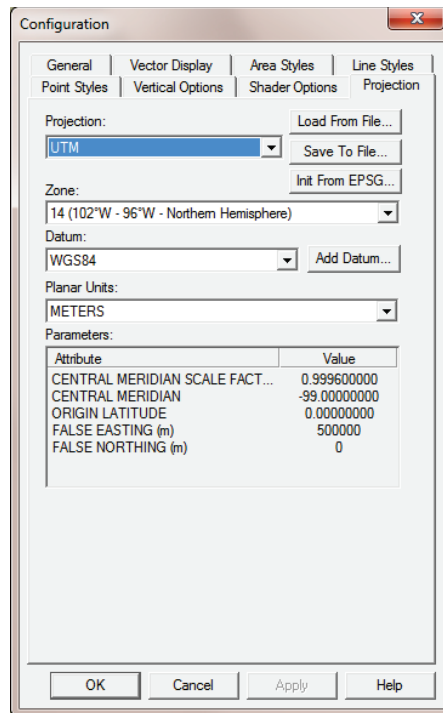 Configuration
General Vector Display Area Styles Line Styles
Point Styles Vertical Options Shader Options Projection
Projection:
Load From File...
UTM
Save To File...
Init From EPSG...
Zone:
14 (102°W - 96°W - Northern Hemisphere)
Datum:
WGS84
Add Datum...
Planar Units:
METERS
Parameters:
Attribute Value
CENTRAL MERIDIAN SCALE FACT... 0.999600000
CENTRAL MERIDIAN -99.00000000
ORIGIN LATITUDE 0.00000000
FALSE EASTING (m) 500000
FALSE NORTHING (m) 0
OK Cancel Apply Help